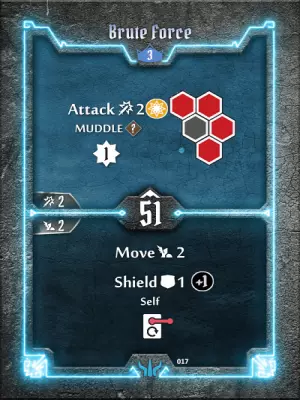 Brute Force
3
Attack 2
MUDDLE ?
1
2
51
2
Move 2
Shield 1 +1
Self
017